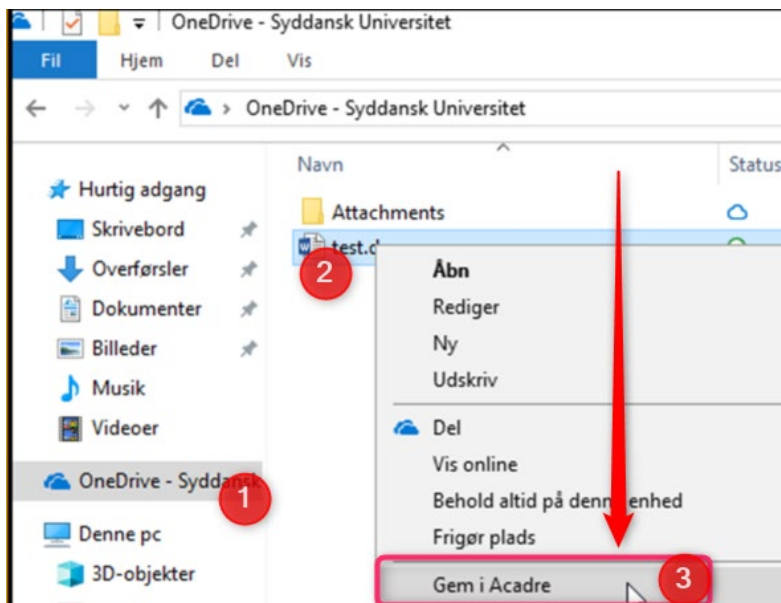 OneDrive - Syddansk Universitet
Fil Hjem Del Vis
OneDrive - Syddansk Universitet
Navn Status
Hurtig adgang
Skrivebord
Overførsler
Dokumenter
Billeder
Musik
Videoer
OneDrive - Syddansk
1
Denne pc
3D-objekter
Attachments
test.d
2
Åbn
Rediger
Ny
Udskriv
Del
Vis online
Behold altid på denne enhed
Frigør plads
Gem i Acadre
3